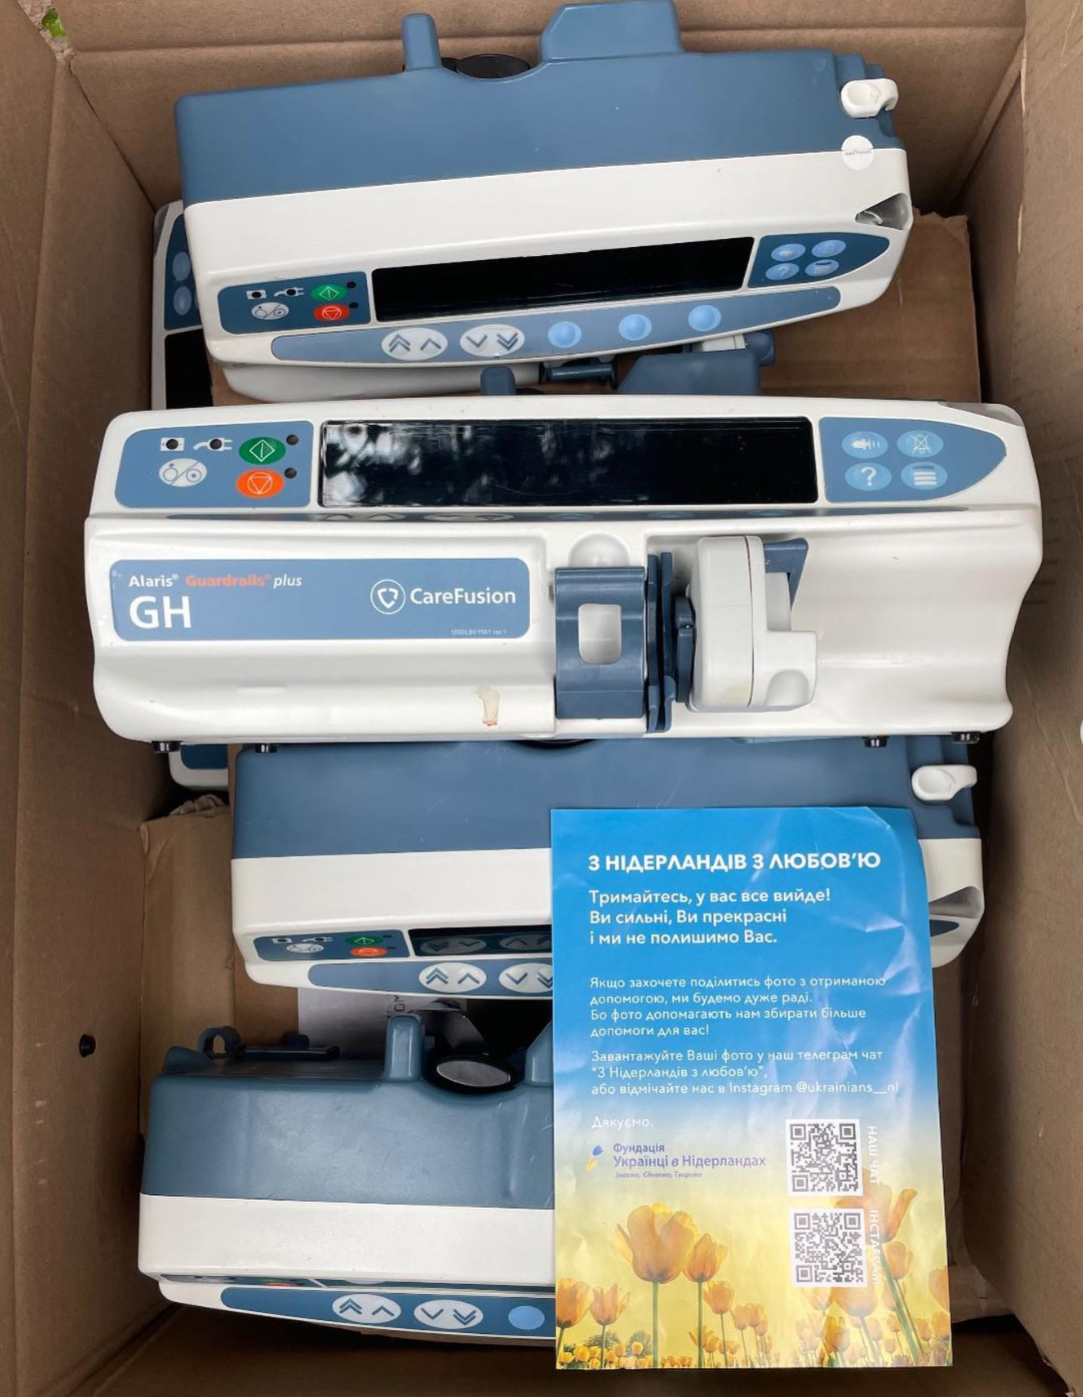 Alaris® Guardrails® plus
GH
CareFusion
?
З НІДЕРЛАНДІВ З ЛЮБОВ'Ю
Тримайтесь, у вас все вийде!
Ви сильні, Ви прекрасні
і ми не полишимо Вас.
Якщо захочете поділитись фото з отриманою
допомогою, ми будемо дуже раді.
Бо фото допомагають нам збирати більше
допомоги для вас!
Завантажуйте Ваші фото у наш телеграм чат
"З Нідерландів з любов'ю",
або відмічайте нас в Instagram @ukrainians__nl
Дякуємо.
Фундація
Українці в Нідерландах
НАШ ЧАТ
ІНСТАГРАМ